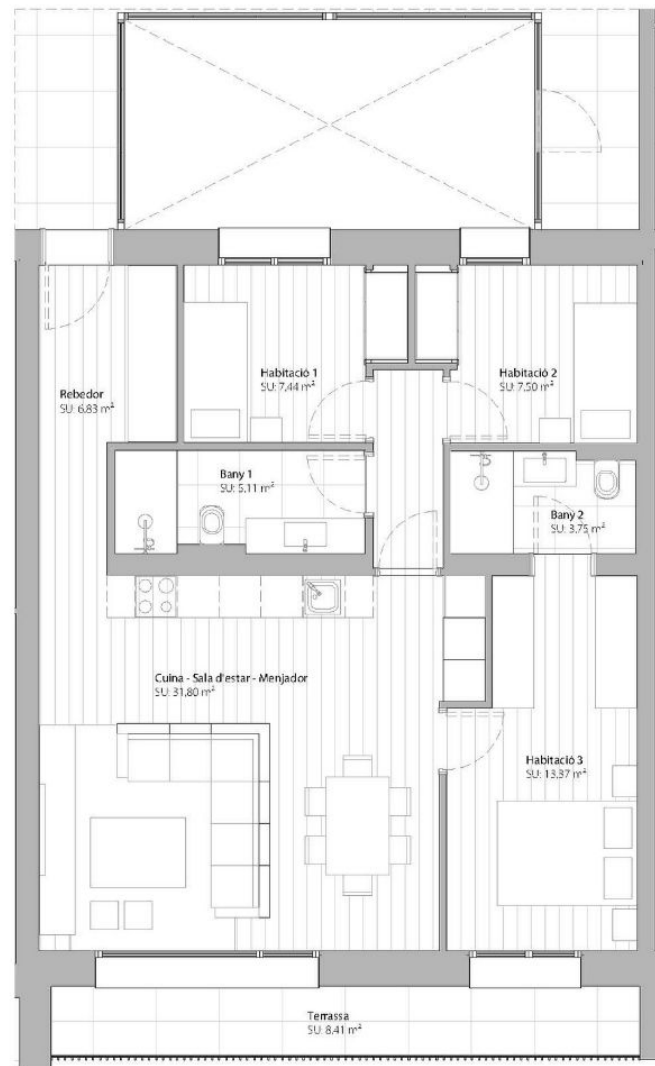 Habitació 1
SU: 7,44 m²
Habitació 2
SU: 7,50 m²
Rebedor
SU: 6,83 m²
Bany 1
SU: 5,11 m²
Bany 2
SU: 3,75 m²
Cuina - Sala d'estar - Menjador
SU: 31,80 m²
Habitació 3
SU: 13,37 m²
Terrassa
SU: 8,41 m²